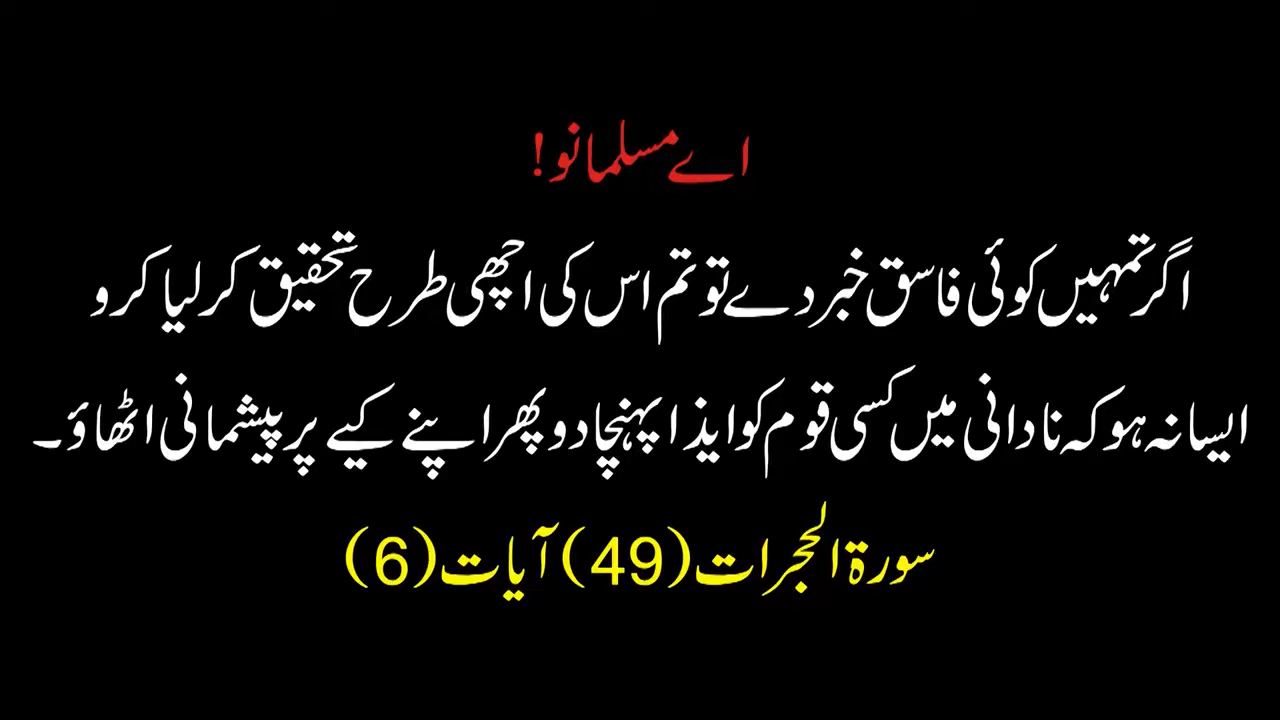 اے مسلمانو!
اگر تمہیں کوئی فاسق خبر دے تو تم اس کی اچھی طرح تحقیق کر لیا کرو
ایسا نہ ہو کہ نادانی میں کسی قوم کو ایذا پہنچا دو پھر اپنے کیے پر پیشمانی اٹھاؤ۔
سورۃ الحجرات (49) آیات (6)